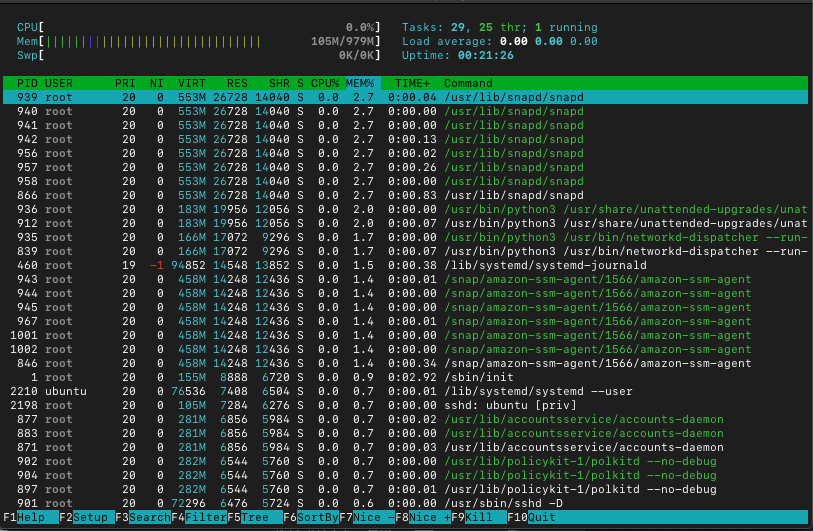 CPU[ 0.0%] Tasks: 29, 25 thr; 1 running
Mem[||||||||||||||||||||||||||||||| 105M/979M] Load average: 0.00 0.00 0.00
Swp[ 0K/0K] Uptime: 00:21:26
PID USER PRI NI VIRT RES SHR S CPU% MEM% TIME+ Command
939 root 20 0 553M 26728 14040 S 0.0 2.7 0:00.04 /usr/lib/snapd/snapd
940 root 20 0 553M 26728 14040 S 0.0 2.7 0:00.00 /usr/lib/snapd/snapd
941 root 20 0 553M 26728 14040 S 0.0 2.7 0:00.00 /usr/lib/snapd/snapd
942 root 20 0 553M 26728 14040 S 0.0 2.7 0:00.13 /usr/lib/snapd/snapd
956 root 20 0 553M 26728 14040 S 0.0 2.7 0:00.02 /usr/lib/snapd/snapd
957 root 20 0 553M 26728 14040 S 0.0 2.7 0:00.26 /usr/lib/snapd/snapd
958 root 20 0 553M 26728 14040 S 0.0 2.7 0:00.00 /usr/lib/snapd/snapd
866 root 20 0 553M 26728 14040 S 0.0 2.7 0:00.83 /usr/lib/snapd/snapd
936 root 20 0 183M 19956 12056 S 0.0 2.0 0:00.00 /usr/bin/python3 /usr/share/unattended-upgrades/unat
912 root 20 0 183M 19956 12056 S 0.0 2.0 0:00.07 /usr/bin/python3 /usr/share/unattended-upgrades/unat
935 root 20 0 166M 17072 9296 S 0.0 1.7 0:00.00 /usr/bin/python3 /usr/bin/networkd-dispatcher --run-
839 root 20 0 166M 17072 9296 S 0.0 1.7 0:00.07 /usr/bin/python3 /usr/bin/networkd-dispatcher --run-
460 root 19 -1 94852 14548 13852 S 0.0 1.5 0:00.38 /lib/systemd/systemd-journald
943 root 20 0 458M 14248 12436 S 0.0 1.4 0:00.01 /snap/amazon-ssm-agent/1566/amazon-ssm-agent
944 root 20 0 458M 14248 12436 S 0.0 1.4 0:00.00 /snap/amazon-ssm-agent/1566/amazon-ssm-agent
945 root 20 0 458M 14248 12436 S 0.0 1.4 0:00.00 /snap/amazon-ssm-agent/1566/amazon-ssm-agent
967 root 20 0 458M 14248 12436 S 0.0 1.4 0:00.01 /snap/amazon-ssm-agent/1566/amazon-ssm-agent
1001 root 20 0 458M 14248 12436 S 0.0 1.4 0:00.00 /snap/amazon-ssm-agent/1566/amazon-ssm-agent
1002 root 20 0 458M 14248 12436 S 0.0 1.4 0:00.00 /snap/amazon-ssm-agent/1566/amazon-ssm-agent
846 root 20 0 458M 14248 12436 S 0.0 1.4 0:00.34 /snap/amazon-ssm-agent/1566/amazon-ssm-agent
1 root 20 0 155M 8888 6720 S 0.0 0.9 0:02.92 /sbin/init
2210 ubuntu 20 0 76536 7408 6504 S 0.0 0.7 0:00.01 /lib/systemd/systemd --user
2198 root 20 0 105M 7284 6276 S 0.0 0.7 0:00.00 sshd: ubuntu [priv]
877 root 20 0 281M 6856 5984 S 0.0 0.7 0:00.02 /usr/lib/accountsservice/accounts-daemon
883 root 20 0 281M 6856 5984 S 0.0 0.7 0:00.00 /usr/lib/accountsservice/accounts-daemon
871 root 20 0 281M 6856 5984 S 0.0 0.7 0:00.03 /usr/lib/accountsservice/accounts-daemon
902 root 20 0 282M 6544 5760 S 0.0 0.7 0:00.00 /usr/lib/policykit-1/polkitd --no-debug
904 root 20 0 282M 6544 5760 S 0.0 0.7 0:00.00 /usr/lib/policykit-1/polkitd --no-debug
897 root 20 0 282M 6544 5760 S 0.0 0.7 0:00.01 /usr/lib/policykit-1/polkitd --no-debug
901 root 20 0 72296 6476 5724 S 0.0 0.6 0:00.00 /usr/sbin/sshd -D
F1Help F2Setup F3SearchF4FilterF5Tree F6SortByF7Nice -F8Nice +F9Kill F10Quit